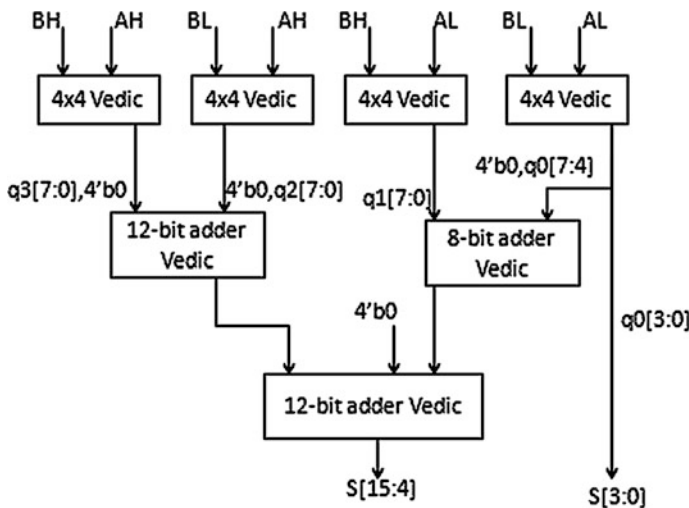 BH AH BL AH BH AL BL AL
4x4 Vedic 4x4 Vedic 4x4 Vedic 4x4 Vedic
q3[7:0],4'b0 4'b0,q2[7:0] q1[7:0] 4'b0,q0[7:4]
12-bit adder
Vedic
8-bit adder
Vedic
4'b0
q0[3:0]
12-bit adder Vedic
S[15:4] S[3:0]